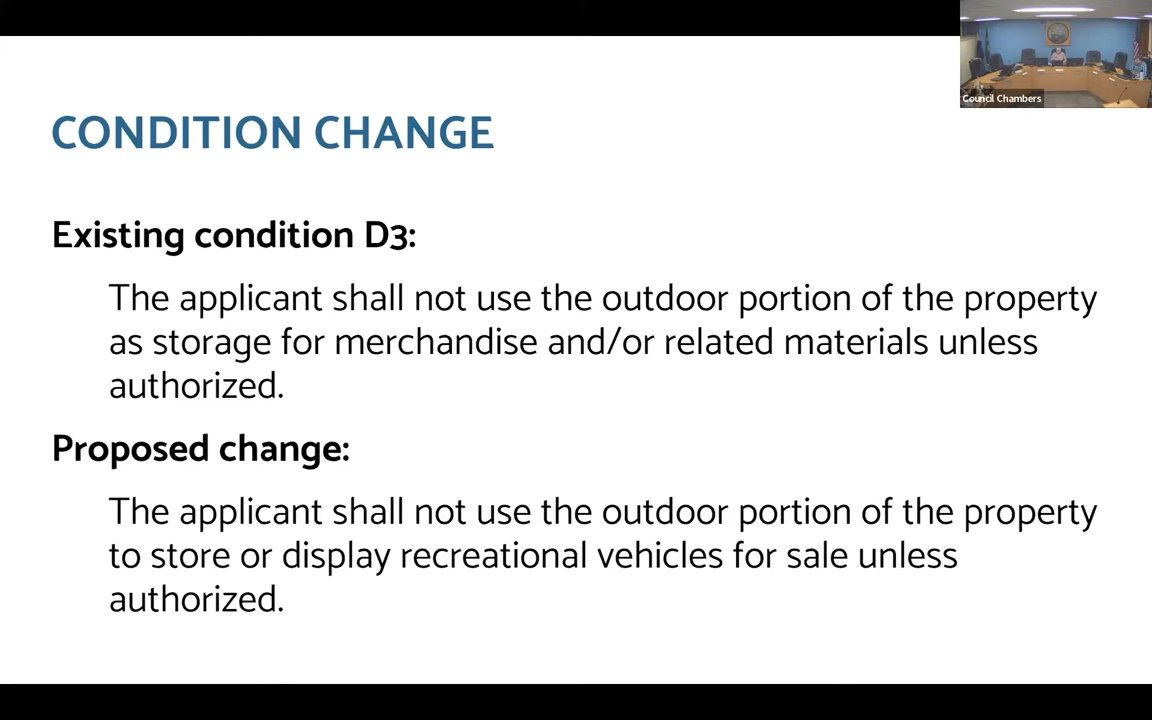 CONDITION CHANGE
Existing condition D3:
The applicant shall not use the outdoor portion of the property
as storage for merchandise and/or related materials unless
authorized.
Proposed change:
The applicant shall not use the outdoor portion of the property
to store or display recreational vehicles for sale unless
authorized.
Council Chambers